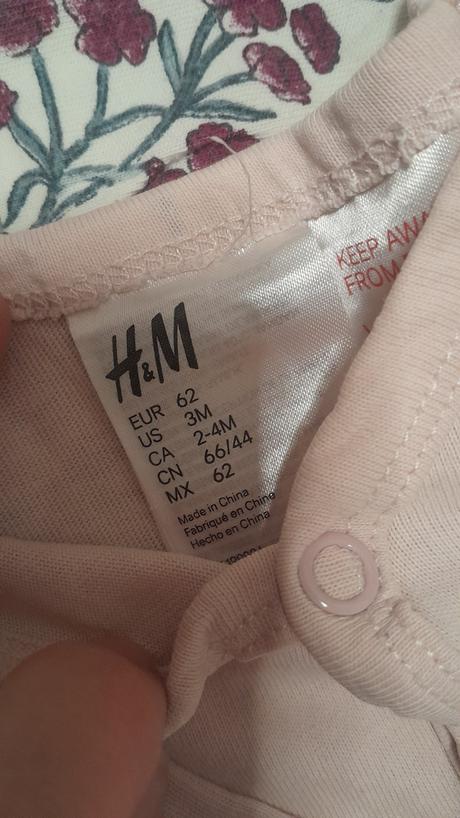 H&M
EUR 62
US 3M
CA 2-4M
CN 66/44
MX 62
Made in China
Fabriqué en Chine
Hecho en China
KEEP
FROM